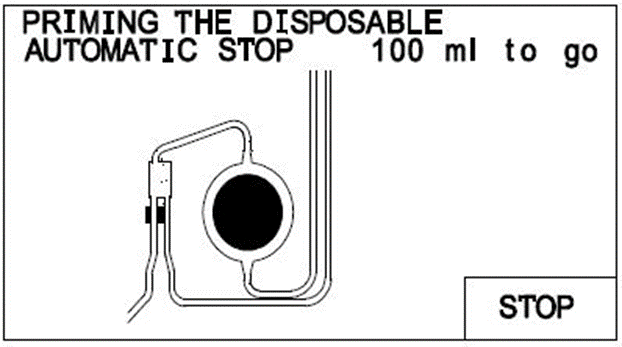 PRIMING THE DISPOSABLE
AUTOMATIC STOP 100 ml to go
STOP